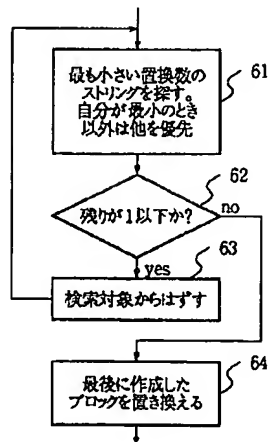 最も小さい置換数の
ストリングを探す。
自分が最小のとき
以外は他を優先
61
残りが1以下か?
62
no
yes
63
検索対象からはずす
最後に作成した
ブロックを置き換える
64